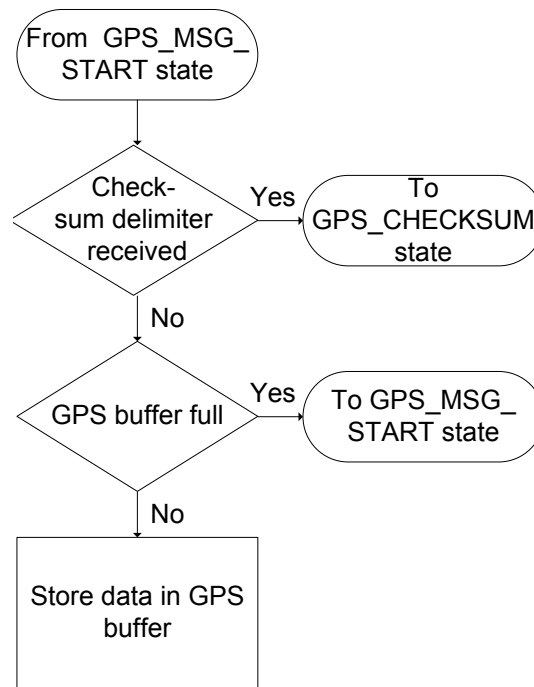 From GPS_MSG_
START state
Check-
sum delimiter
received
Yes
To
GPS_CHECKSUM
state
No
GPS buffer full
Yes
To GPS_MSG_
START state
No
Store data in GPS
buffer